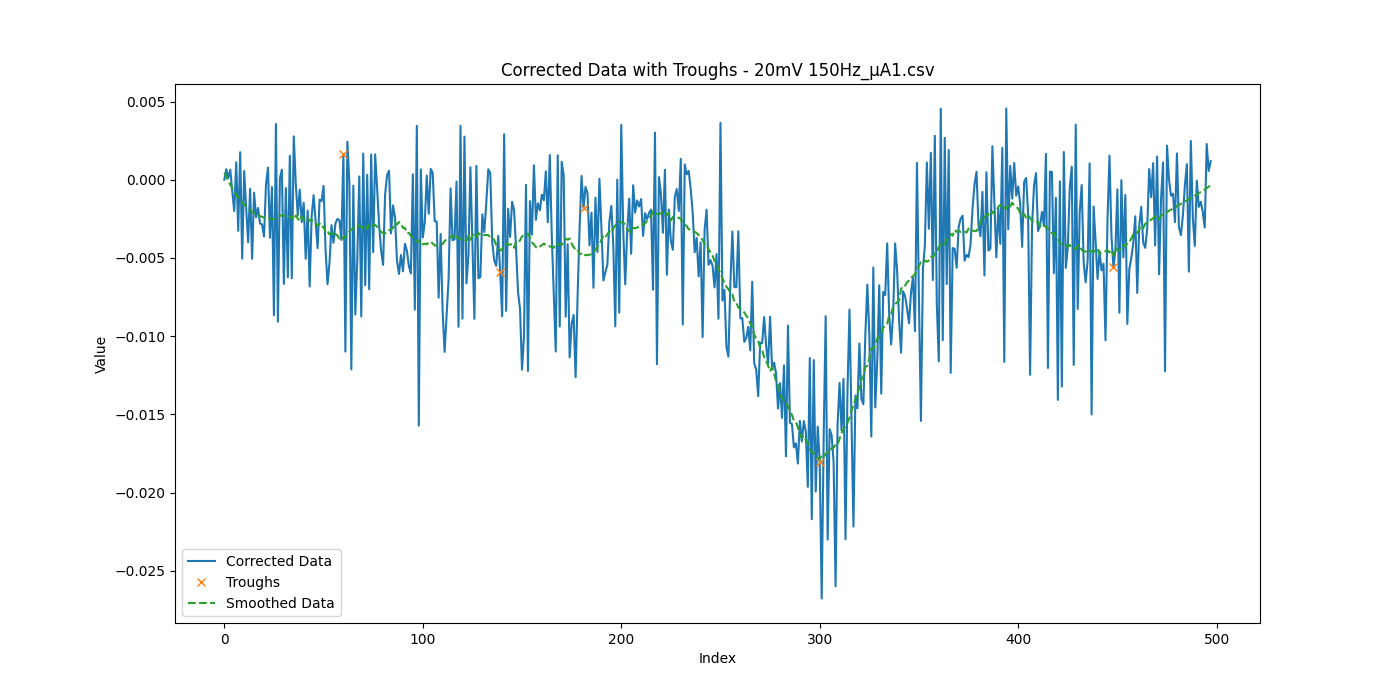 Corrected Data with Troughs - 20mV 150Hz_µA1.csv
0.005
0.000
−0.005
−0.010
−0.015
−0.020
−0.025
Value
Corrected Data
Troughs
Smoothed Data
0 100 200 300 400 500
Index